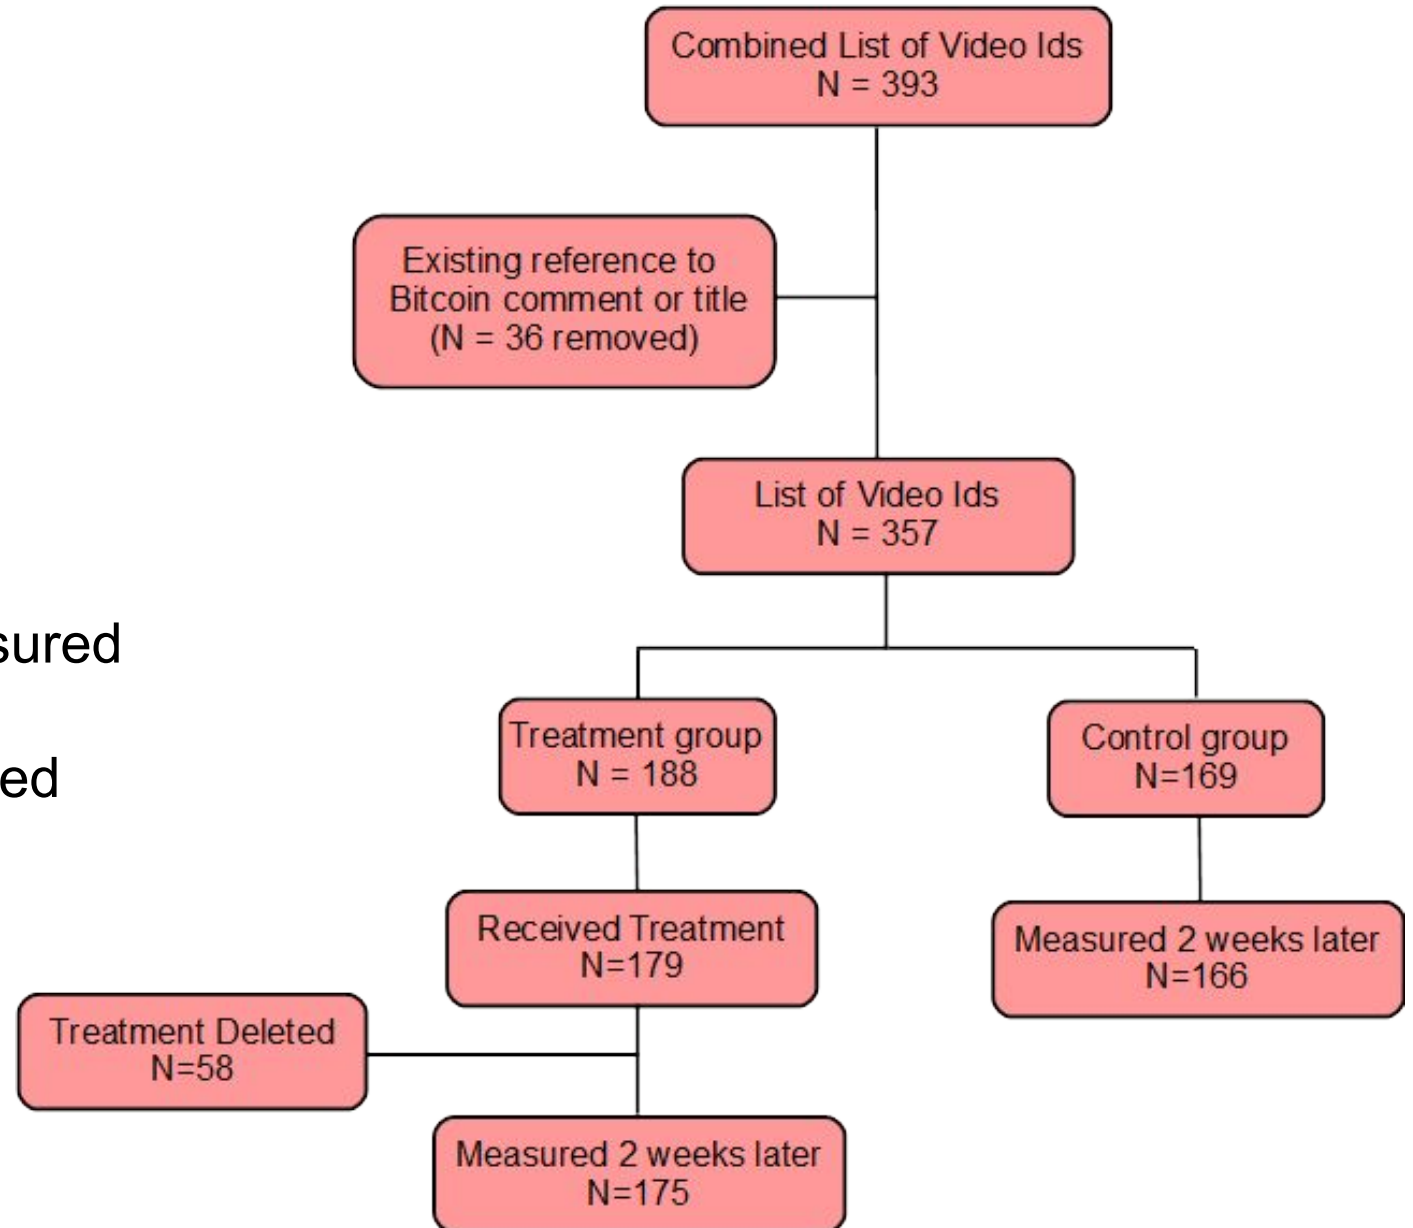 Combined List of Video Ids
N = 393
Existing reference to
Bitcoin comment or title
(N = 36 removed)
List of Video Ids
N = 357
Treatment group
N = 188
Control group
N=169
Received Treatment
N=179
Measured 2 weeks later
N=166
Treatment Deleted
N=58
Measured 2 weeks later
N=175